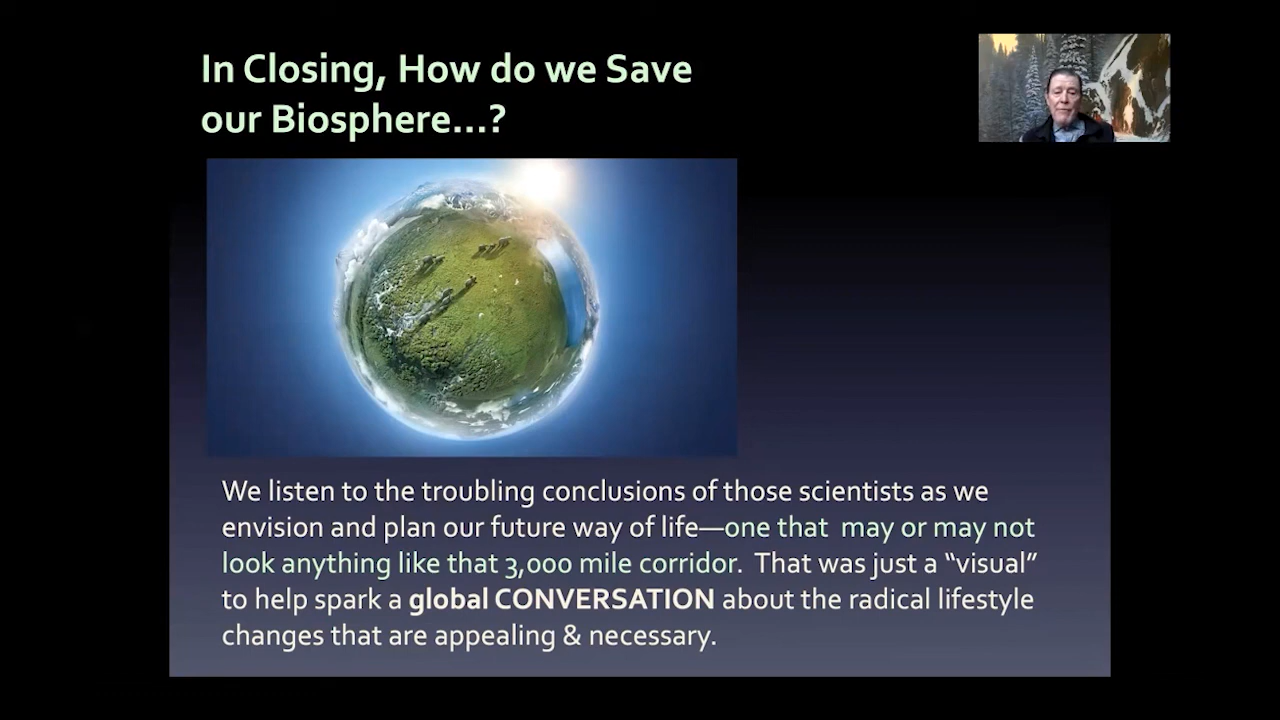 In Closing, How do we Save
our Biosphere...?
We listen to the troubling conclusions of those scientists as we
envision and plan our future way of life—one that  may or may not
look anything like that 3,000 mile corridor.  That was just a “visual”
to help spark a global CONVERSATION about the radical lifestyle
changes that are appealing & necessary.